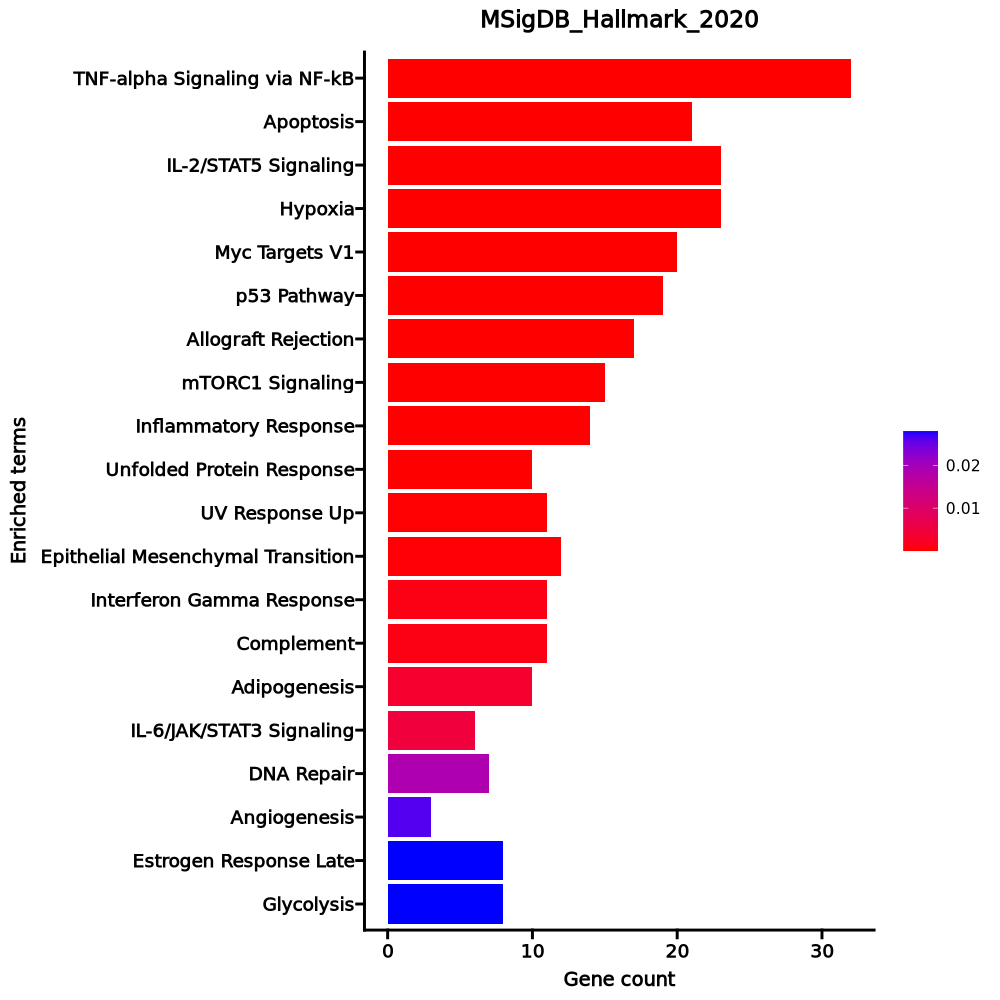 MSigDB_Hallmark_2020
TNF-alpha Signaling via NF-kB
Apoptosis
IL-2/STAT5 Signaling
Hypoxia
Myc Targets V1
p53 Pathway
Allograft Rejection
mTORC1 Signaling
Inflammatory Response
Unfolded Protein Response
UV Response Up
Epithelial Mesenchymal Transition
Interferon Gamma Response
Complement
Adipogenesis
IL-6/JAK/STAT3 Signaling
DNA Repair
Angiogenesis
Estrogen Response Late
Glycolysis
Enriched terms
0 10 20 30
Gene count
0.02
0.01